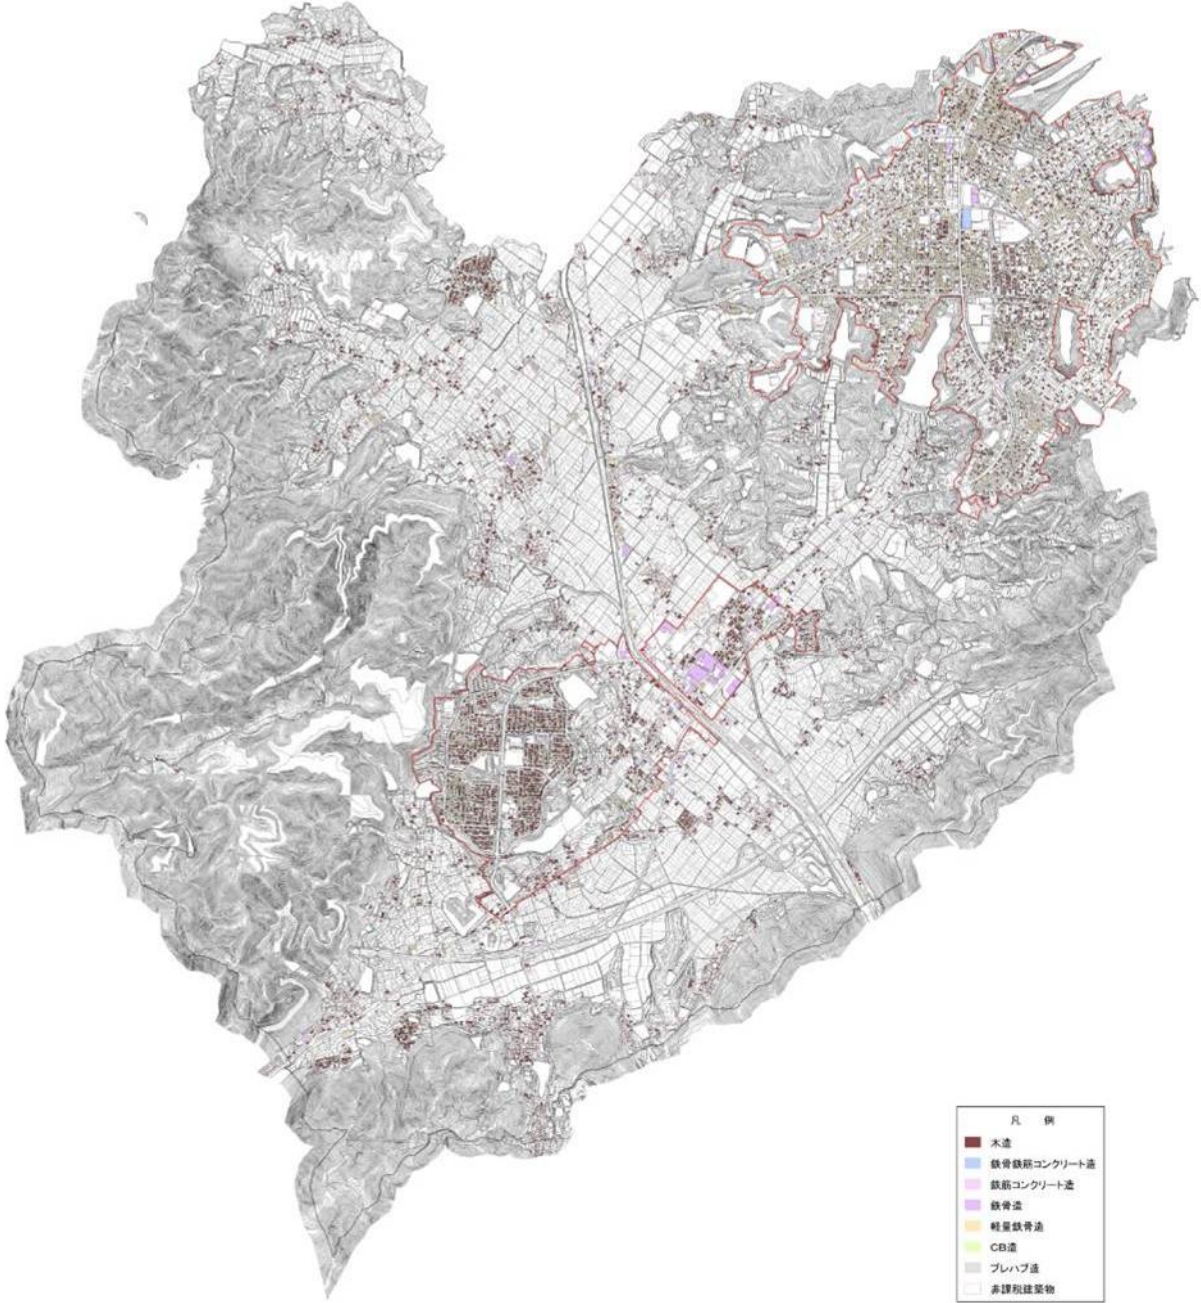 凡 例
木造
鉄骨鉄筋コンクリート造
鉄筋コンクリート造
鉄骨造
軽量鉄骨造
CB造
プレハブ造
非課税建築物